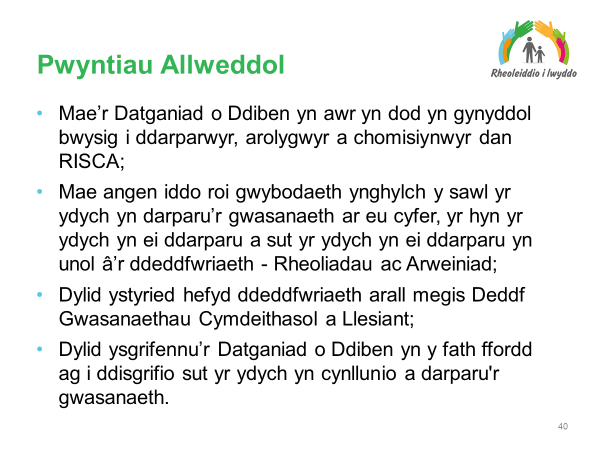 Rheoleiddio i lwyddo
Pwyntiau Allweddol
• Mae’r Datganiad o Ddiben yn awr yn dod yn gynyddol
bwysig i ddarparwyr, arolygwyr a chomisiynwyr dan
RISCA;
• Mae angen iddo roi gwybodaeth ynghylch y sawl yr
ydych yn darparu’r gwasanaeth ar eu cyfer, yr hyn yr
ydych yn ei ddarparu a sut yr ydych yn ei ddarparu yn
unol â’r ddeddfwriaeth - Rheoliadau ac Arweiniad;
• Dylid ystyried hefyd ddeddfwriaeth arall megis Deddf
Gwasanaethau Cymdeithasol a Llesiant;
• Dylid ysgrifennu’r Datganiad o Ddiben yn y fath ffordd
ag i ddisgrifio sut yr ydych yn cynllunio a darparu'r
gwasanaeth.
40